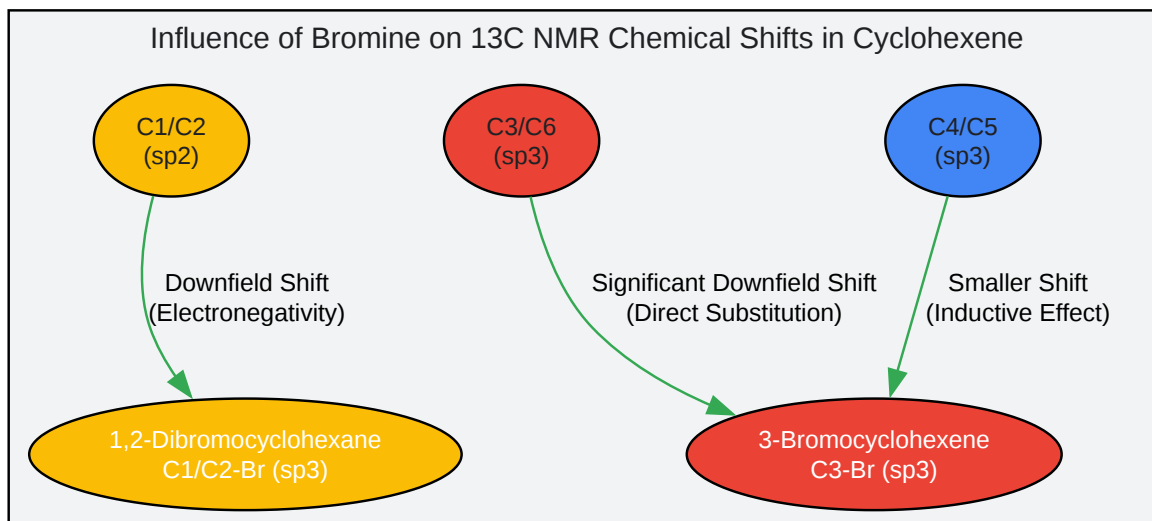 Influence of Bromine on 13C NMR Chemical Shifts in Cyclohexene
C1/C2
(sp2)
C3/C6
(sp3)
C4/C5
(sp3)
Downfield Shift
(Electronegativity)
Significant Downfield Shift
(Direct Substitution)
Smaller Shift
(Inductive Effect)
1,2-Dibromocyclohexane
C1/C2-Br (sp3)
3-Bromocyclohexene
C3-Br (sp3)